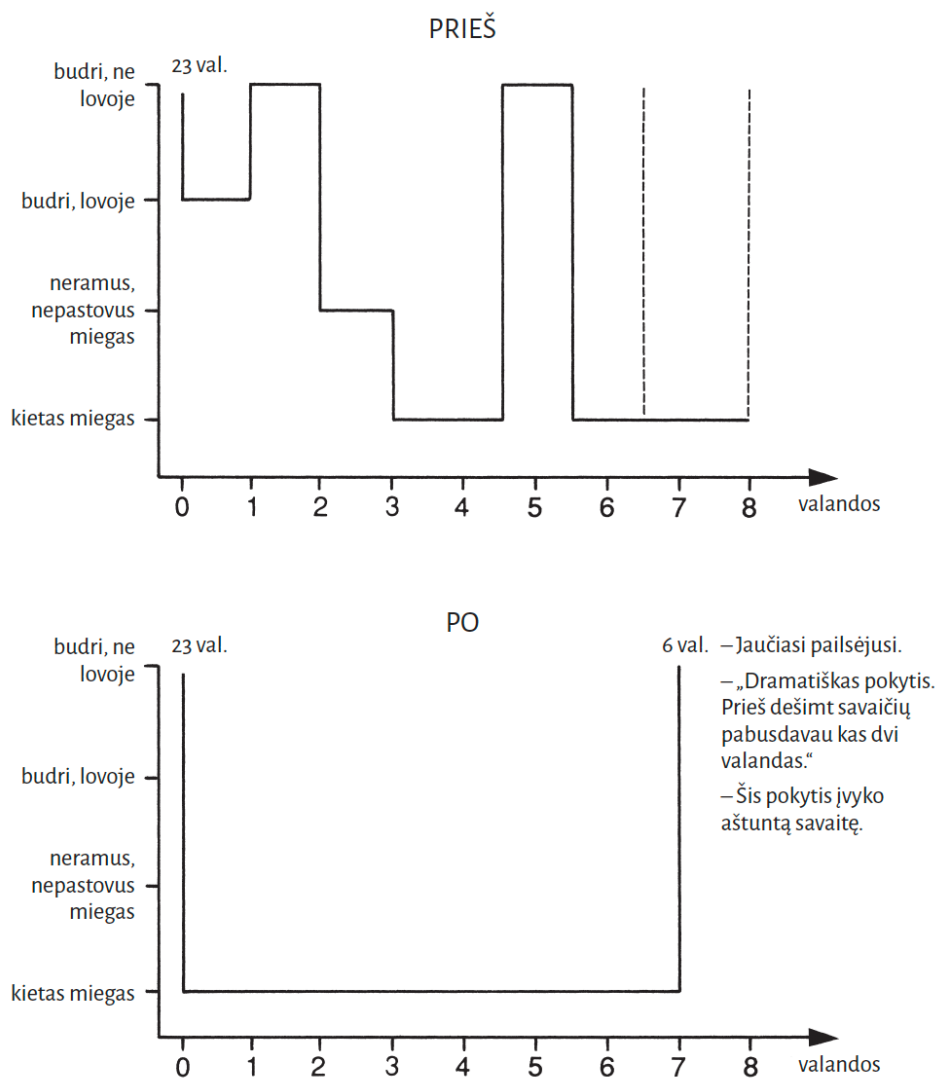 PRIEŠ
23 val.
budri, ne
lovoje
budri, lovoje
neramus,
nepastovus
miegas
kietas miegas
0 1 2 3 4 5 6 7 8 valandos
PO
budri, ne
lovoje
23 val.
6 val.
– Jaučiasi pailsėjusi.
– „Dramatiškas pokytis.
Prieš dešimt savaičių
pabusdavau kas dvi
valandas.“
– Šis pokytis įvyko
aštuntą savaitę.
budri, lovoje
neramus,
nepastovus
miegas
kietas miegas
0 1 2 3 4 5 6 7 8 valandos